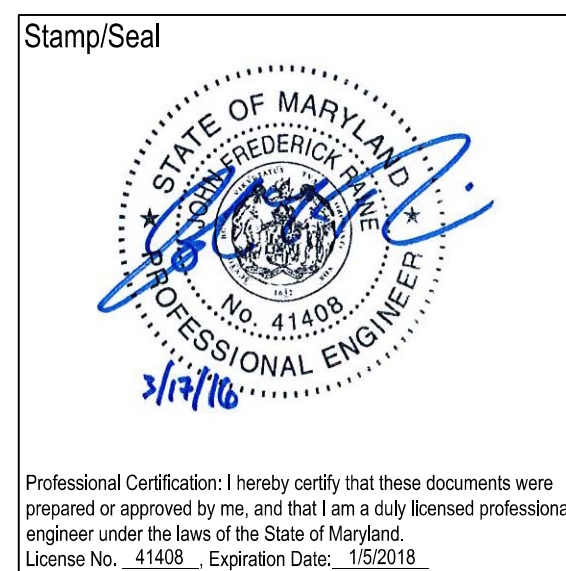 Stamp/Seal
STATE OF MARYLAND
JOHN FREDERICK RAINE
1632
No. 41408
PROFESSIONAL ENGINEER
3/17/16
Professional Certification: I hereby certify that these documents were
prepared or approved by me, and that I am a duly licensed professiona
engineer under the laws of the State of Maryland.
License No. 41408, Expiration Date: 1/5/2018